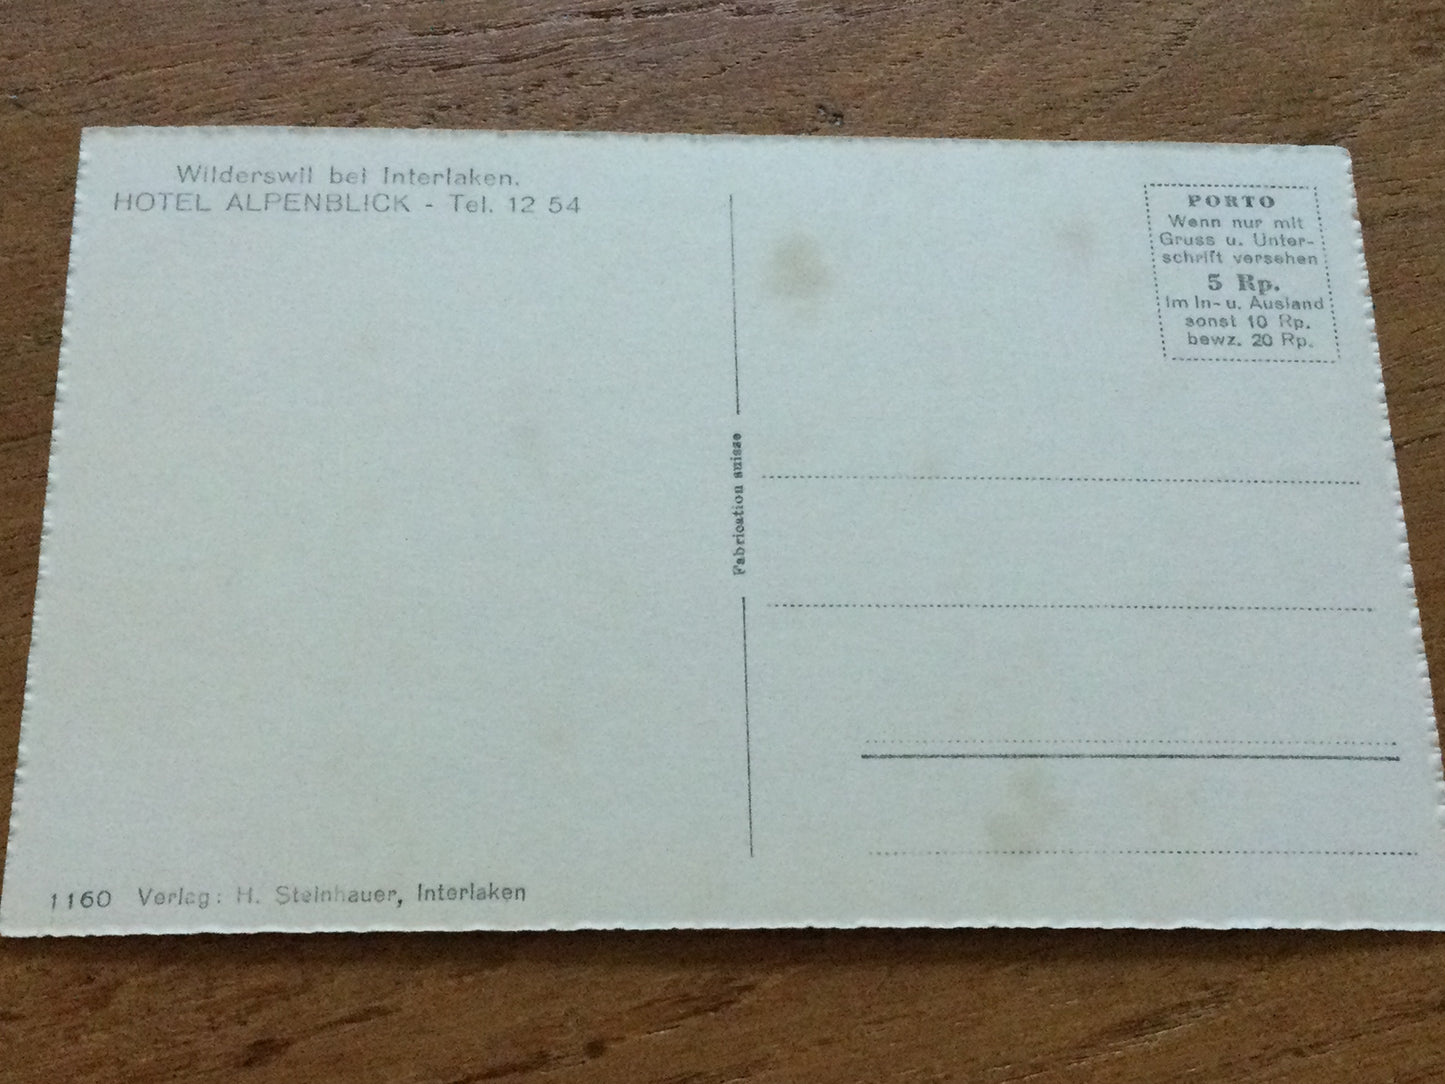 Wilderswil bei Interlaken.
HOTEL ALPENBLICK - Tel. 12 54
PORTO
Wenn nur mit
Gruss u. Unter-
schrift versehen
5 Rp.
im In- u. Ausland
sonst 10 Rp.
bewz. 20 Rp.
Fabrication suisse
1160 Verlag: H. Steinhauer, Interlaken